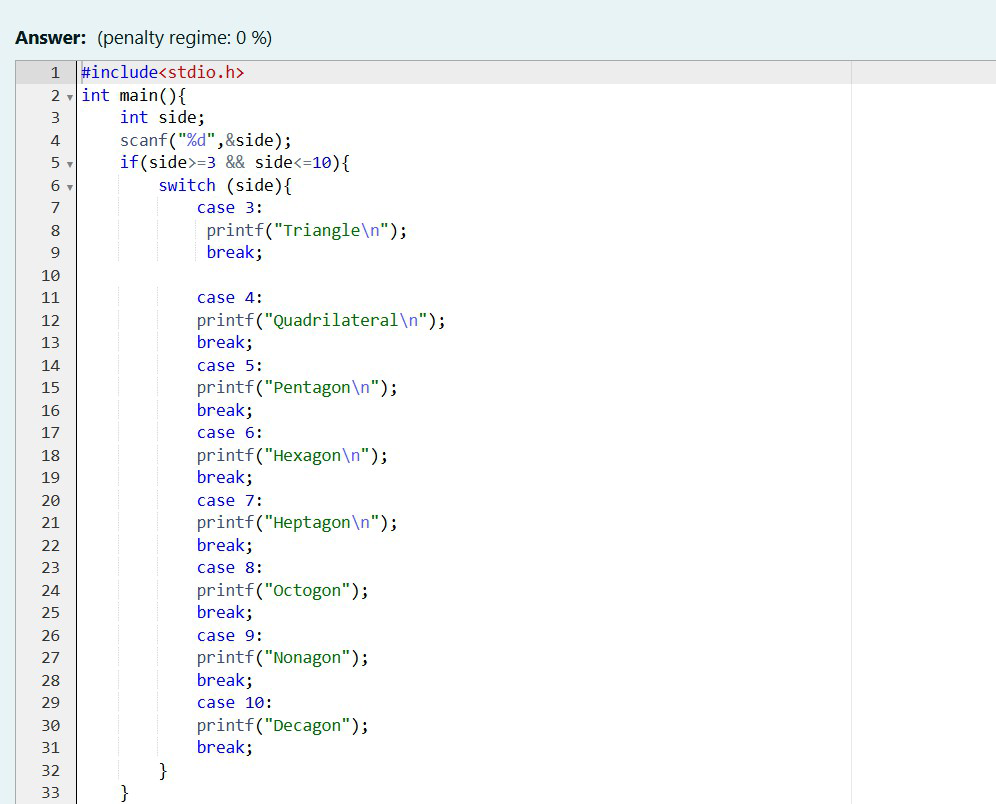 Answer: (penalty regime: 0 %)
1 #include<stdio.h>
2 int main(){
3     int side;
4     scanf("%d",&side);
5     if(side>=3 && side<=10){
6         switch (side){
7             case 3:
8              printf("Triangle\n");
9              break;
10
11             case 4:
12             printf("Quadrilateral\n");
13             break;
14             case 5:
15             printf("Pentagon\n");
16             break;
17             case 6:
18             printf("Hexagon\n");
19             break;
20             case 7:
21             printf("Heptagon\n");
22             break;
23             case 8:
24             printf("Octogon");
25             break;
26             case 9:
27             printf("Nonagon");
28             break;
29             case 10:
30             printf("Decagon");
31             break;
32         }
33     }